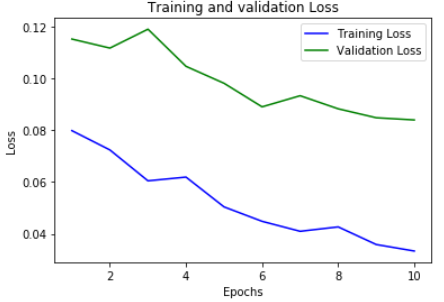 Training and validation Loss
Training Loss
Validation Loss
0.12
0.10
0.08
0.06
0.04
Loss
2
4
6
8
10
Epochs